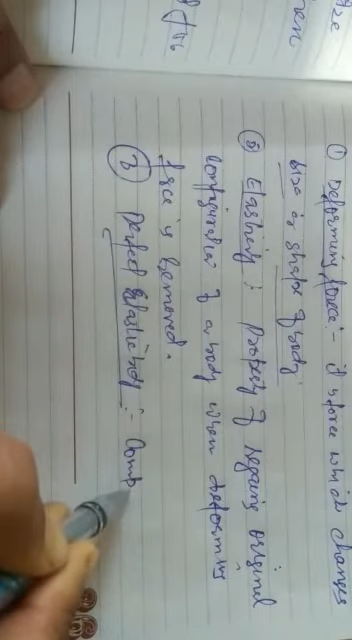 ① Deforming force:- it is force which changes
size or shape of body
② Elasticity : Property of regaing original
configuration of a body when deforming
force is removed.
③ Perfect Elastic body :- Comp